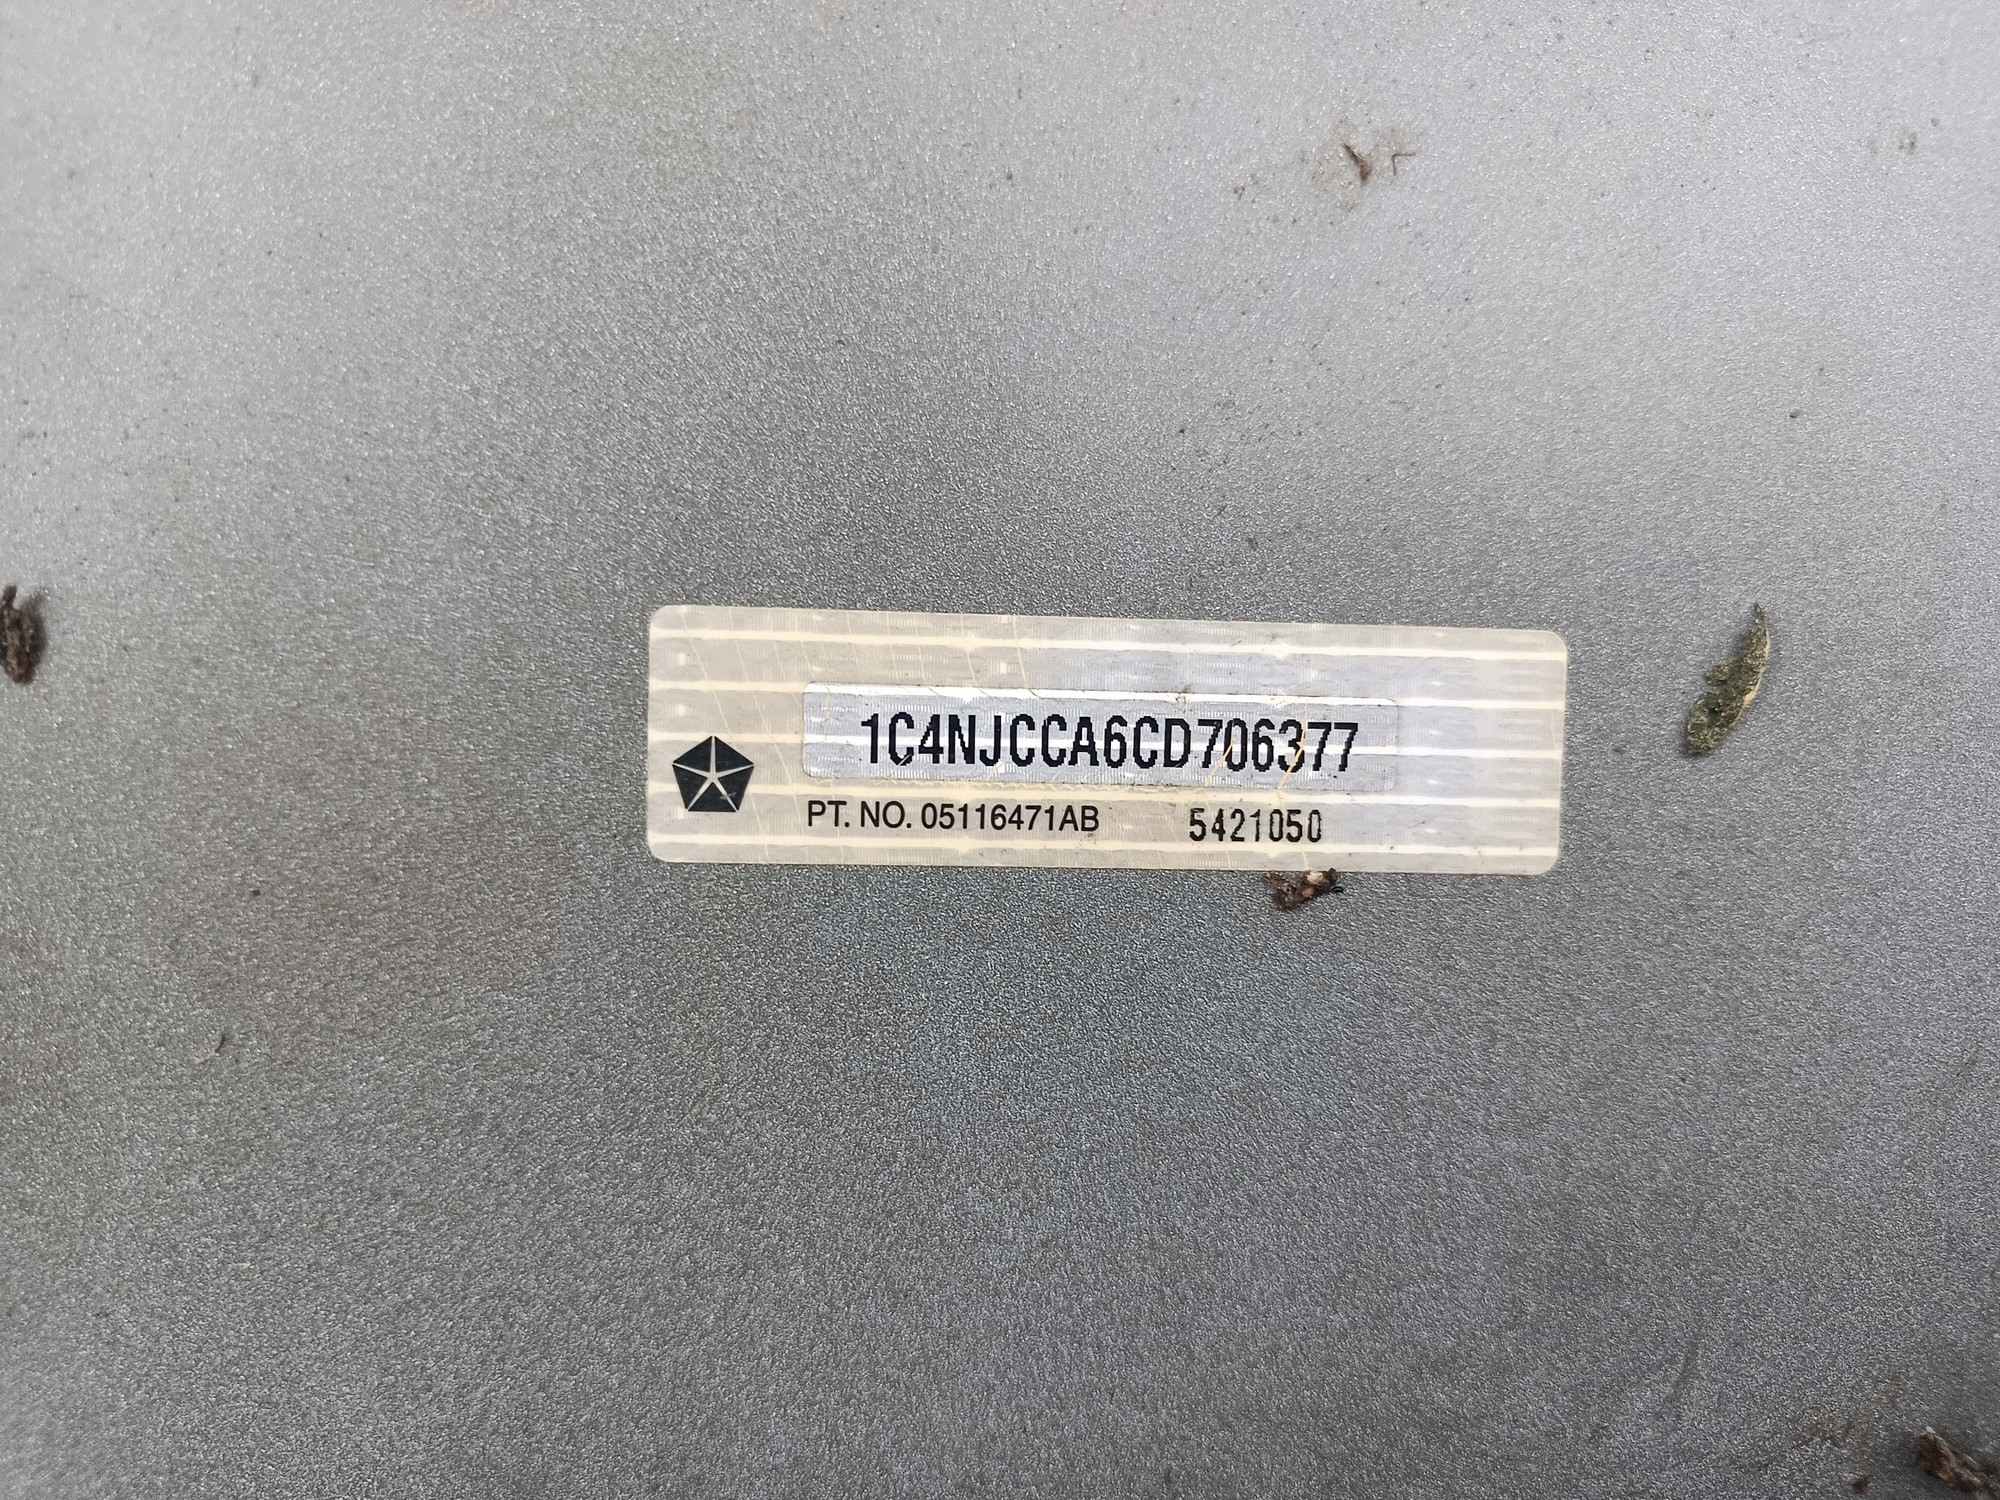 1C4NJCCA6CD706377
PT. NO. 05116471AB 5421050